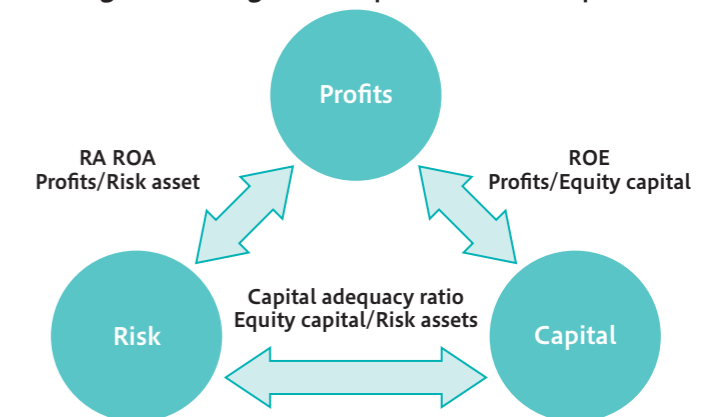 Profits
RA ROA
Profits/Risk asset
ROE
Profits/Equity capital
Capital adequacy ratio
Equity capital/Risk assets
Risk
Capital